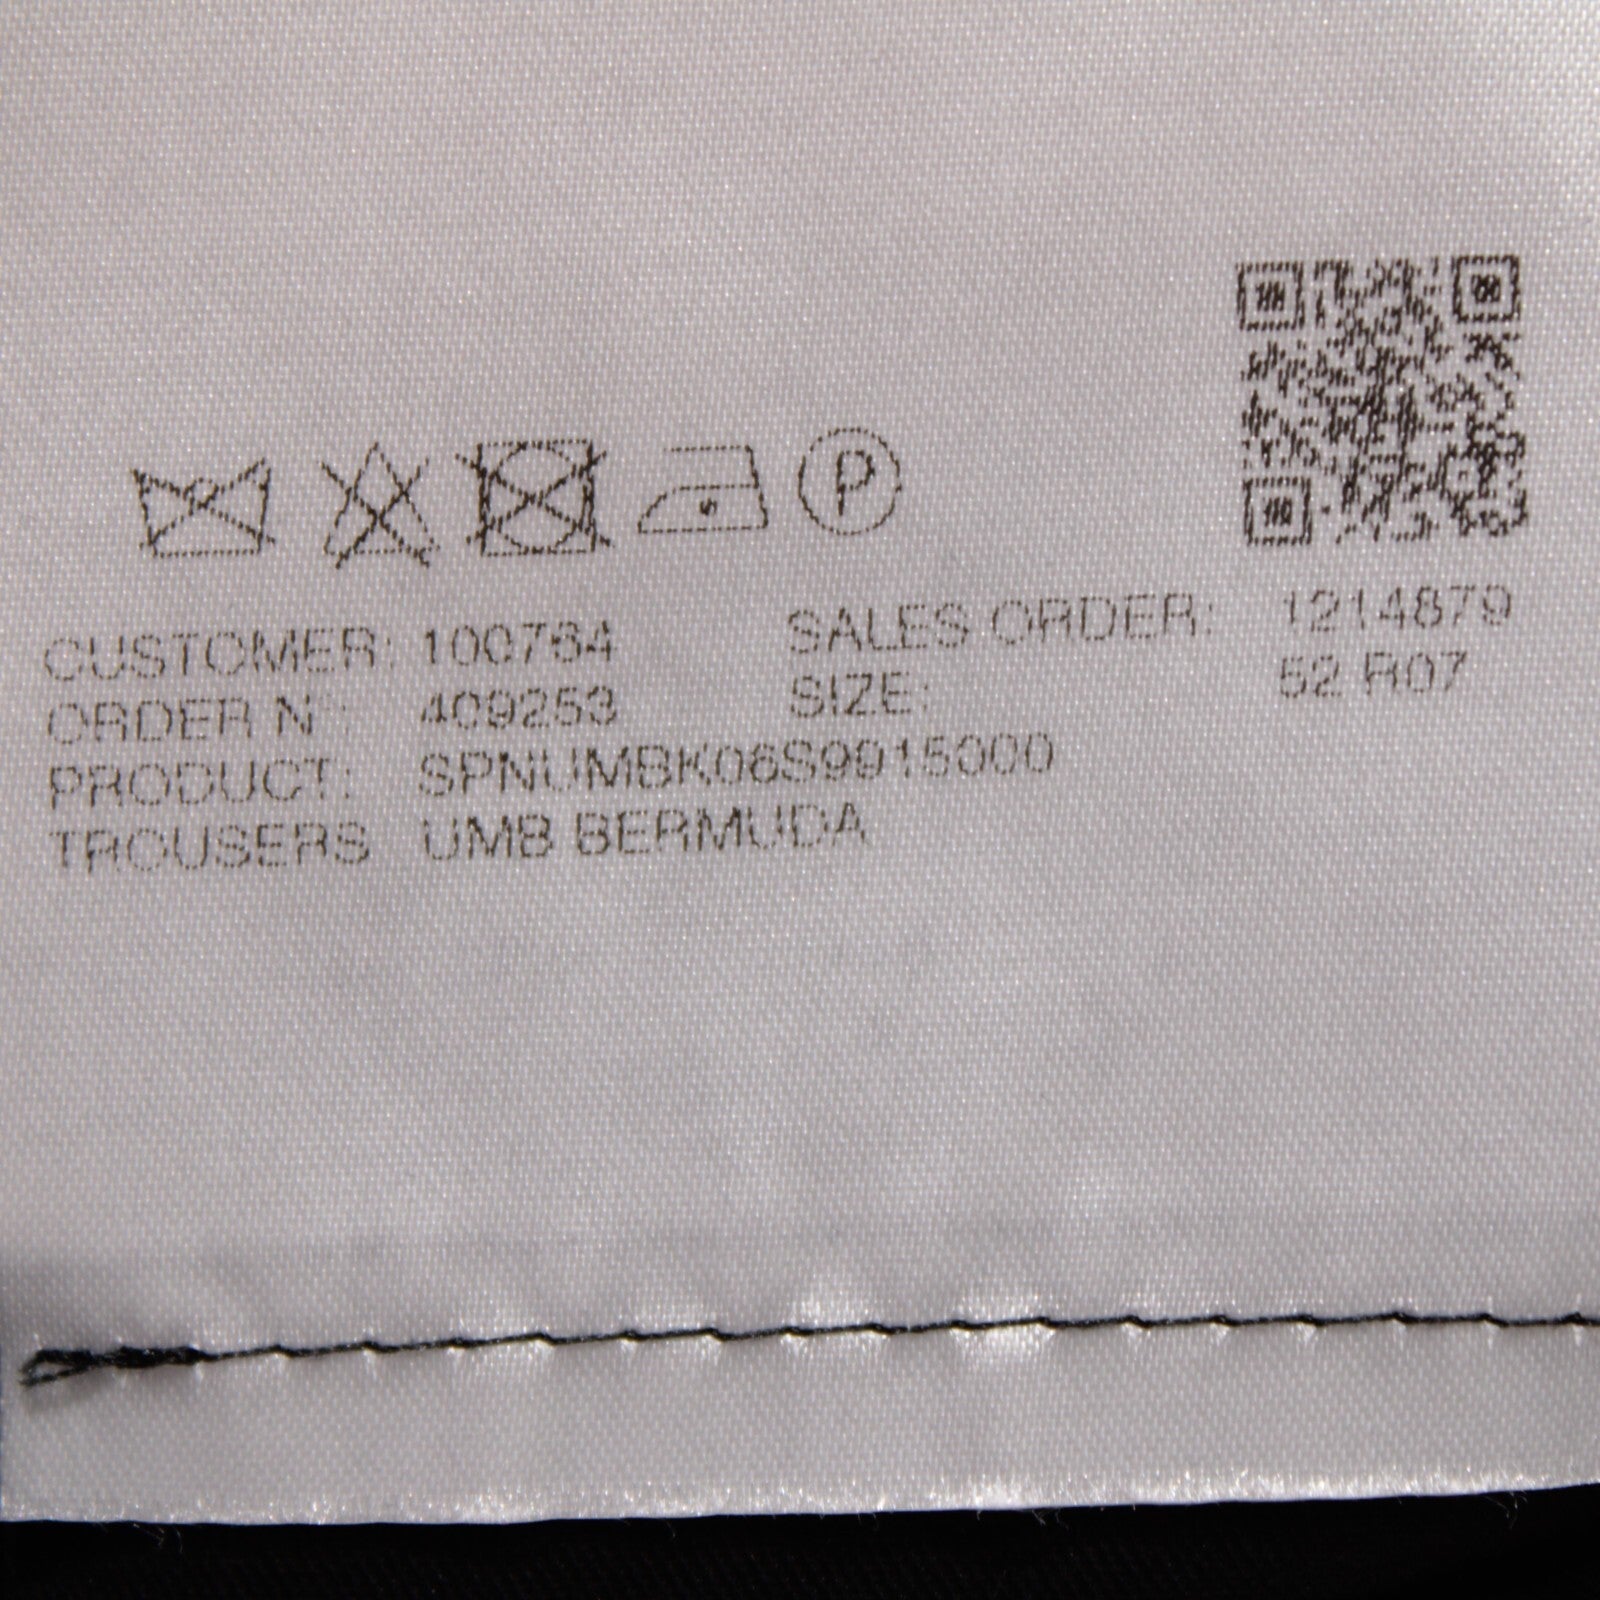 P
CUSTOMER: 100764 SALES ORDER: 1214879
ORDER N°: 409253 SIZE: 52 R07
PRODUCT: SPNUMBK06S9915000
TROUSERS UMB BERMUDA